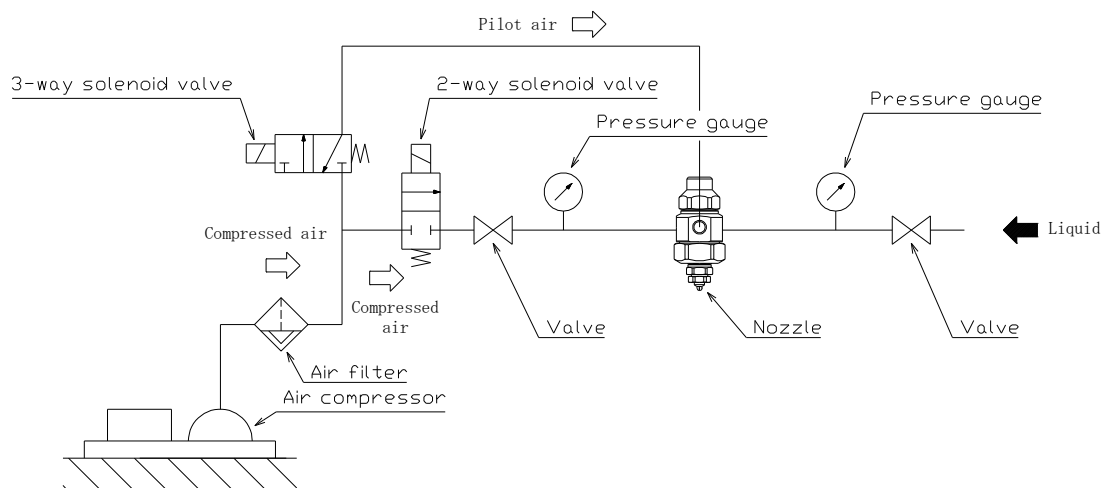 Pilot air
3-way solenoid valve
2-way solenoid valve
Pressure gauge
Pressure gauge
Compressed air
Liquid
Compressed
air
Valve
Nozzle
Valve
Air filter
Air compressor